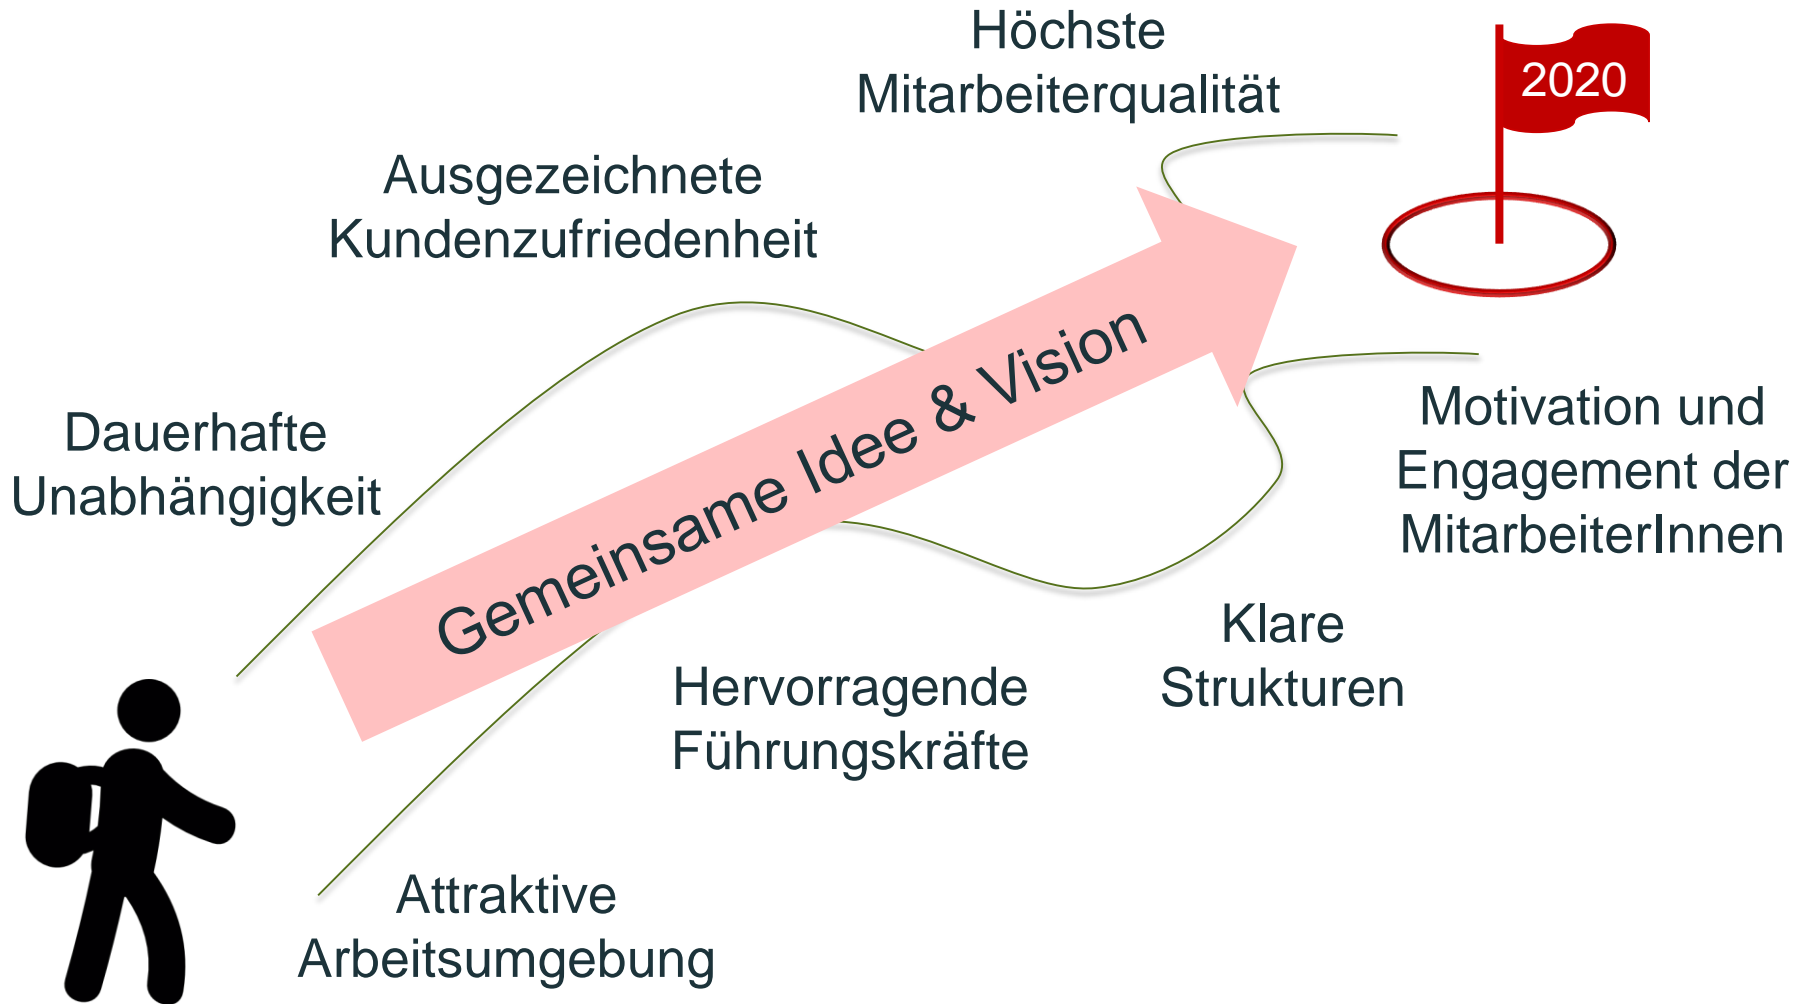 Höchste
Mitarbeiterqualität
2020
Ausgezeichnete
Kundenzufriedenheit
Gemeinsame Idee & Vision
Dauerhafte
Unabhängigkeit
Motivation und
Engagement der
MitarbeiterInnen
Klare
Strukturen
Hervorragende
Führungskräfte
Attraktive
Arbeitsumgebung